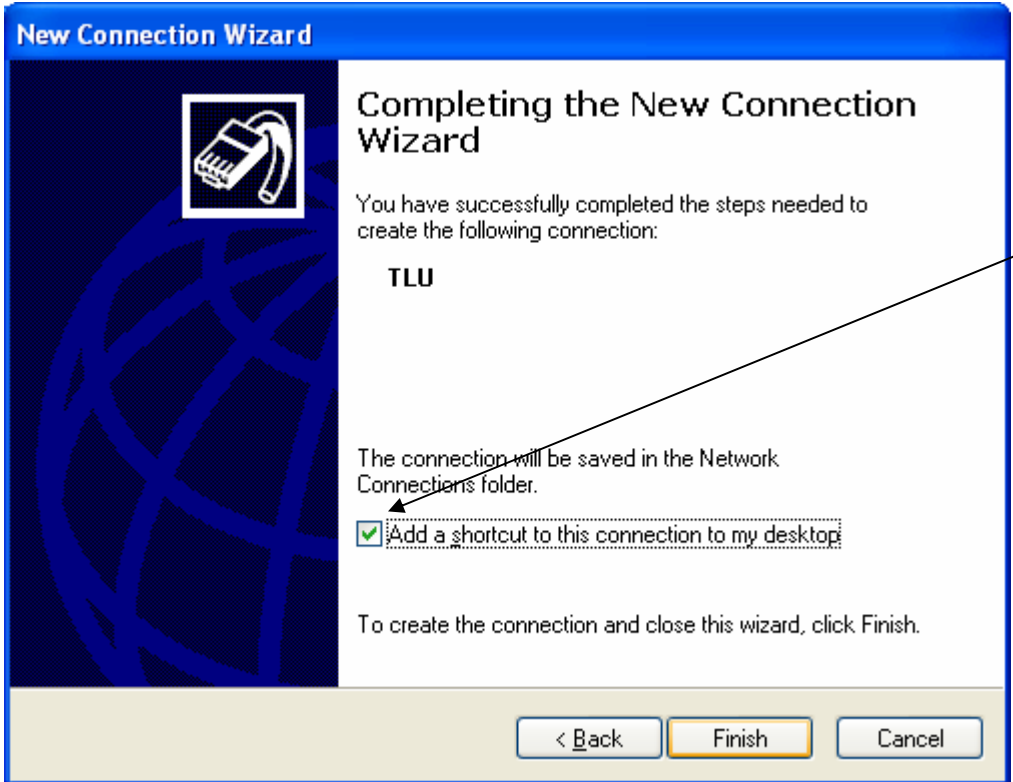 New Connection Wizard
Completing the New Connection
Wizard
You have successfully completed the steps needed to
create the following connection:
TLU
The connection will be saved in the Network
Connections folder.
Add a shortcut to this connection to my desktop
To create the connection and close this wizard, click Finish.
< Back Finish Cancel